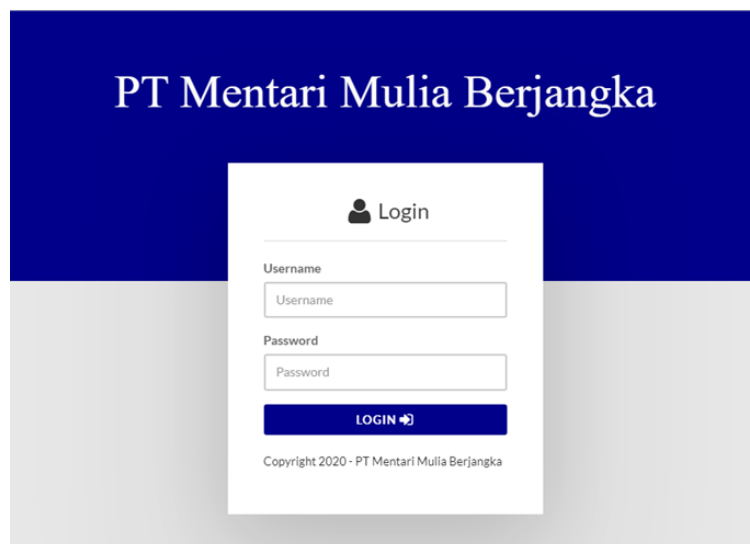 PT Mentari Mulia Berjangka
Login
Username
Username
Password
Password
LOGIN
Copyright 2020 - PT Mentari Mulia Berjangka